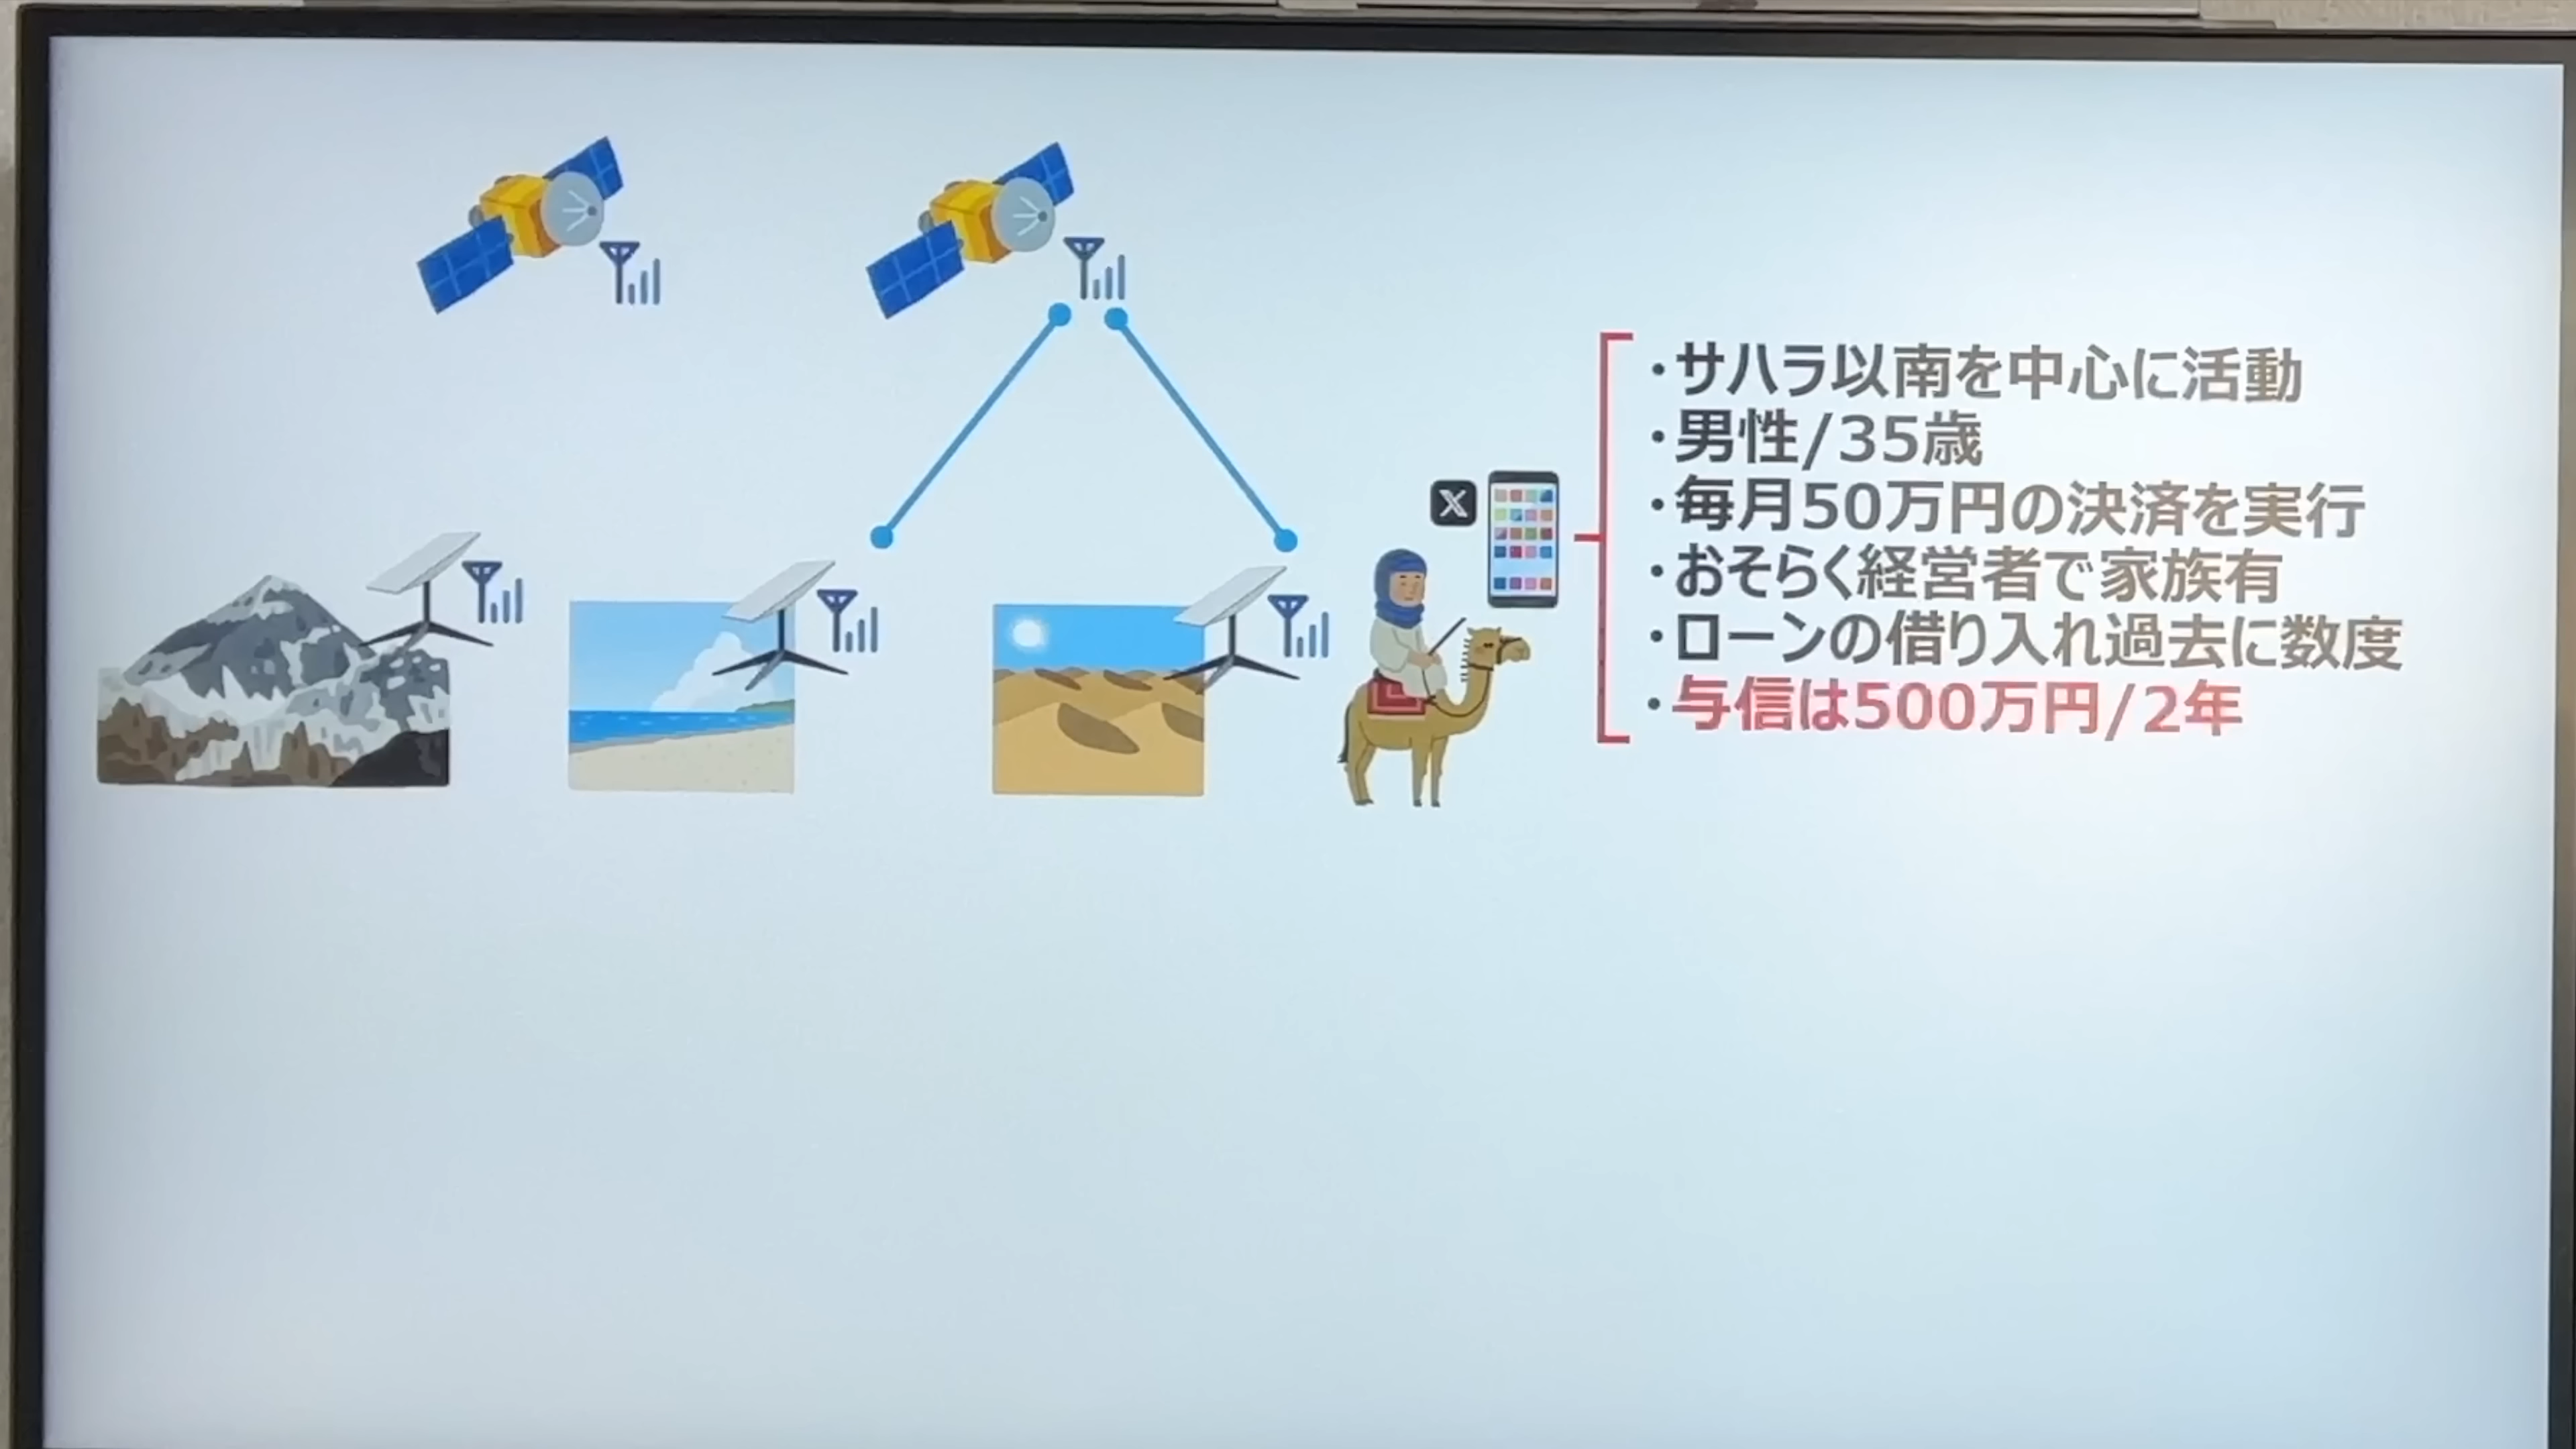 ・サハラ以南を中心に活動
・男性/35歳
・毎月50万円の決済を実行
・おそらく経営者で家族有
・ローンの借り入れ過去に数度
・与信は500万円/2年
X